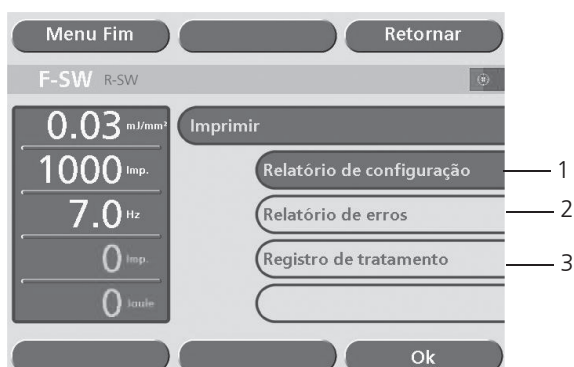 Menu Fim Retornar
F-SW R-SW
0.03 mJ/mm² Imprimir
1000 Imp. Relatório de configuração 1
7.0 Hz Relatório de erros 2
0 Imp. Registro de tratamento 3
0 Joule
Ok